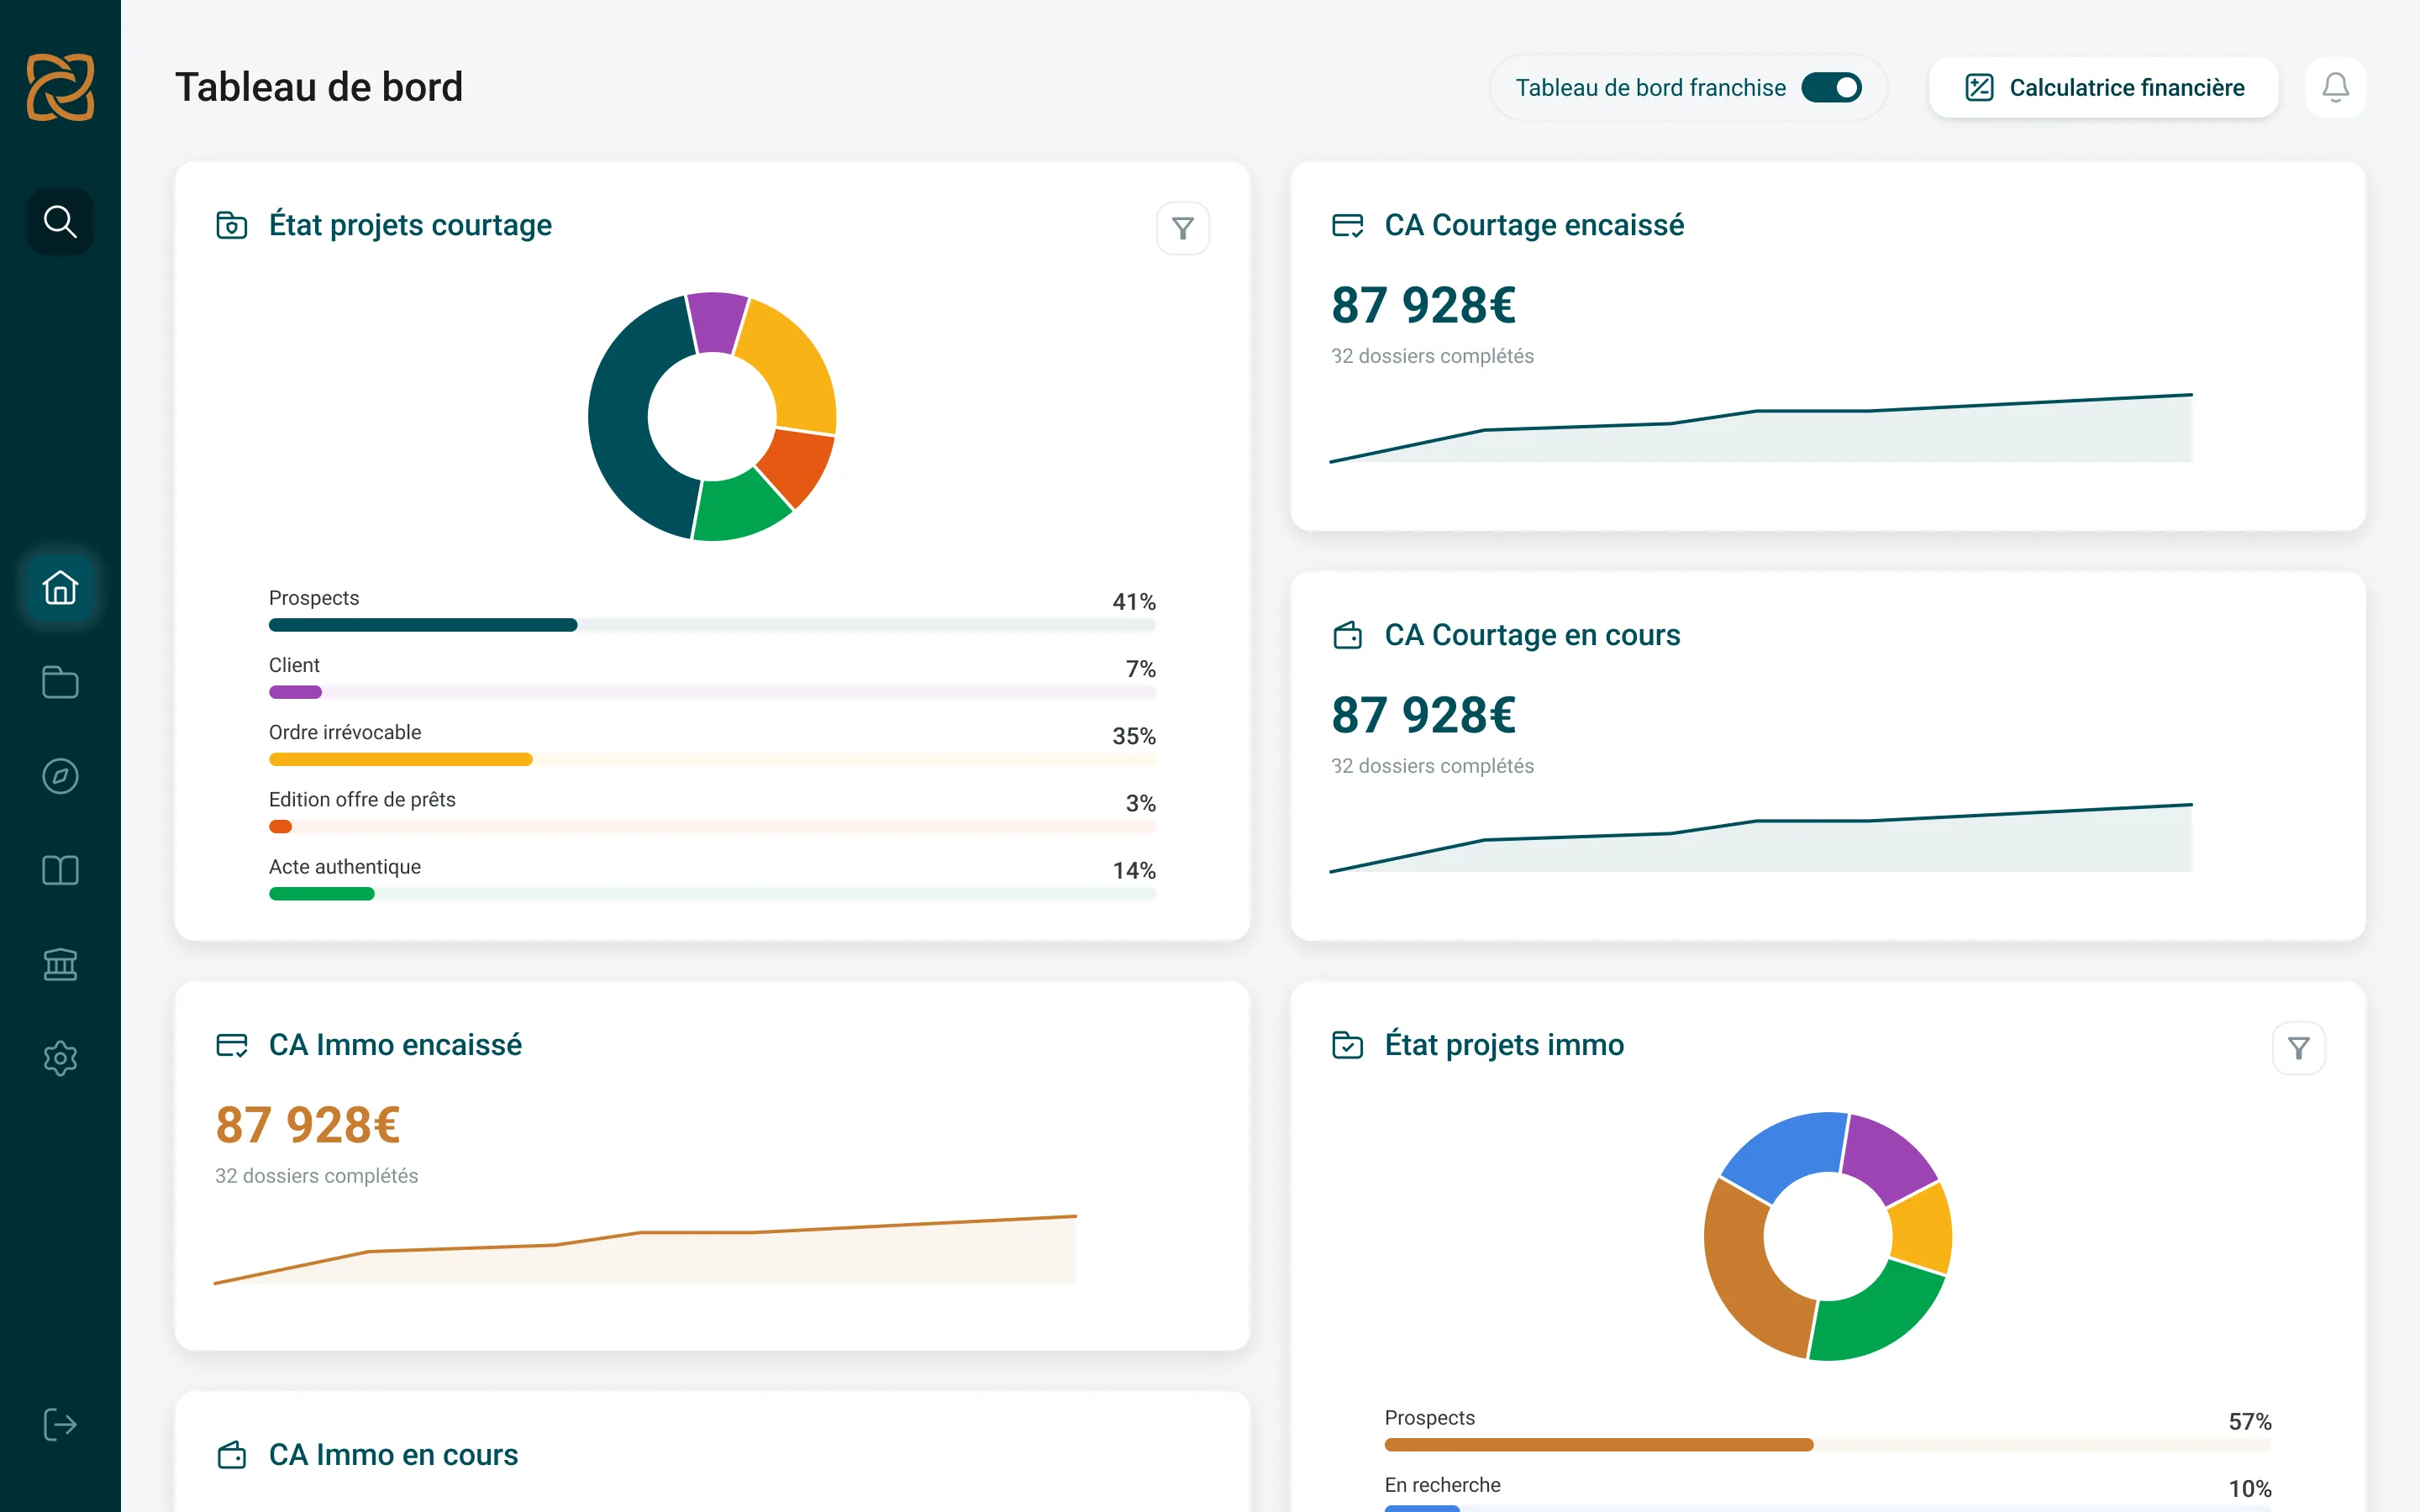 Tableau de bord
Tableau de bord franchise
Calculatrice financière
État projets courtage
Prospects
41%
Client
7%
Ordre irrévocable
35%
Edition offre de prêts
3%
Acte authentique
14%
CA Courtage encaissé
87 928€
32 dossiers complétés
CA Courtage en cours
87 928€
32 dossiers complétés
CA Immo encaissé
87 928€
32 dossiers complétés
État projets immo
Prospects
57%
En recherche
10%
CA Immo en cours